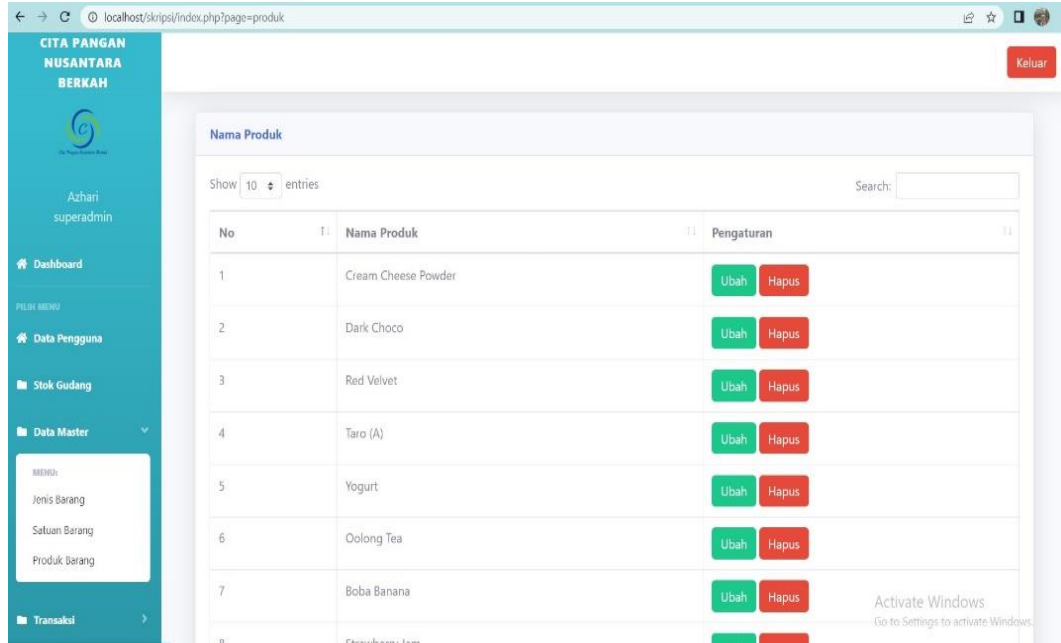 localhost/skripsi/index.php?page=produk
CITA PANGAN
NUSANTARA
BERKAH
Keluar
C
Azhari
superadmin
Dashboard
PILIH MENU
Data Pengguna
Stok Gudang
Data Master
MENU:
Jenis Barang
Satuan Barang
Produk Barang
Transaksi
Nama Produk
Show 10 entries
Search:
No Nama Produk Pengaturan
1 Cream Cheese Powder Ubah Hapus
2 Dark Choco Ubah Hapus
3 Red Velvet Ubah Hapus
4 Taro (A) Ubah Hapus
5 Yogurt Ubah Hapus
6 Oolong Tea Ubah Hapus
7 Boba Banana Ubah Hapus
Activate Windows
Go to Settings to activate Windows.